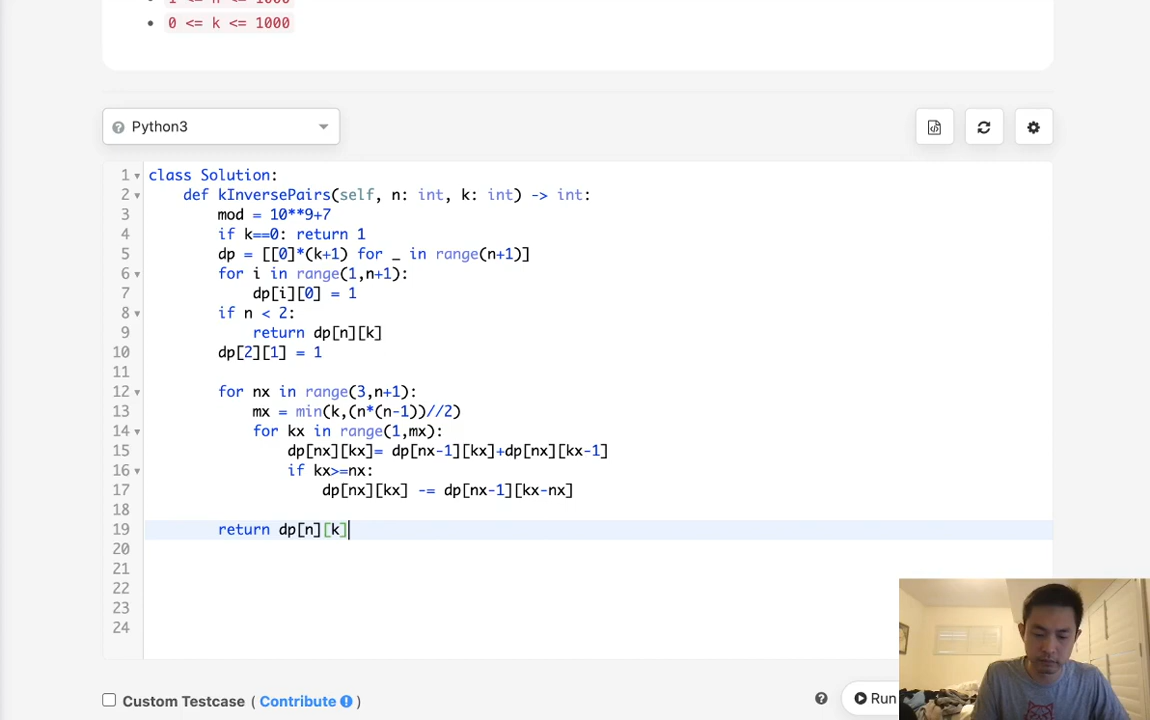 0 <= k <= 1000
Python3
1 class Solution:
2 def kInversePairs(self, n: int, k: int) -> int:
3 mod = 10**9+7
4 if k==0: return 1
5 dp = [[0]*(k+1) for _ in range(n+1)]
6 for i in range(1,n+1):
7 dp[i][0] = 1
8 if n < 2:
9 return dp[n][k]
10 dp[2][1] = 1
11
12 for nx in range(3,n+1):
13 mx = min(k,(n*(n-1))//2)
14 for kx in range(1,mx):
15 dp[nx][kx]= dp[nx-1][kx]+dp[nx][kx-1]
16 if kx>=nx:
17 dp[nx][kx] -= dp[nx-1][kx-nx]
18
19 return dp[n][k]
20
21
22
23
24
Custom Testcase ( Contribute )
Run